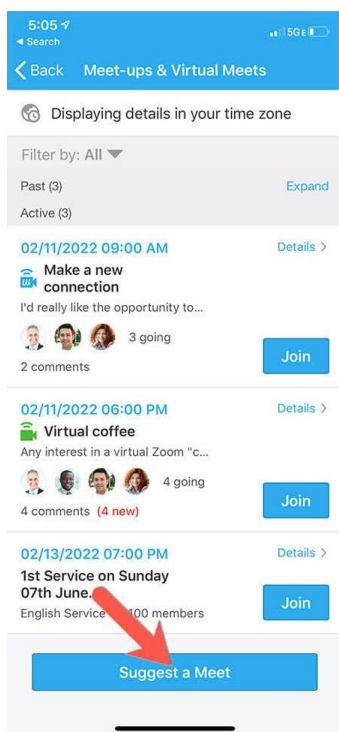 5:05
5GE
◀ Search
Back Meet-ups & Virtual Meets
Displaying details in your time zone
Filter by: All
Past (3) Expand
Active (3)
02/11/2022 09:00 AM Details >
Make a new
connection
I'd really like the opportunity to...
3 going
2 comments
Join
02/11/2022 06:00 PM Details >
Virtual coffee
Any interest in a virtual Zoom "c...
4 going
4 comments (4 new)
Join
02/13/2022 07:00 PM Details >
1st Service on Sunday
07th June.
English Service 100 members
Join
Suggest a Meet